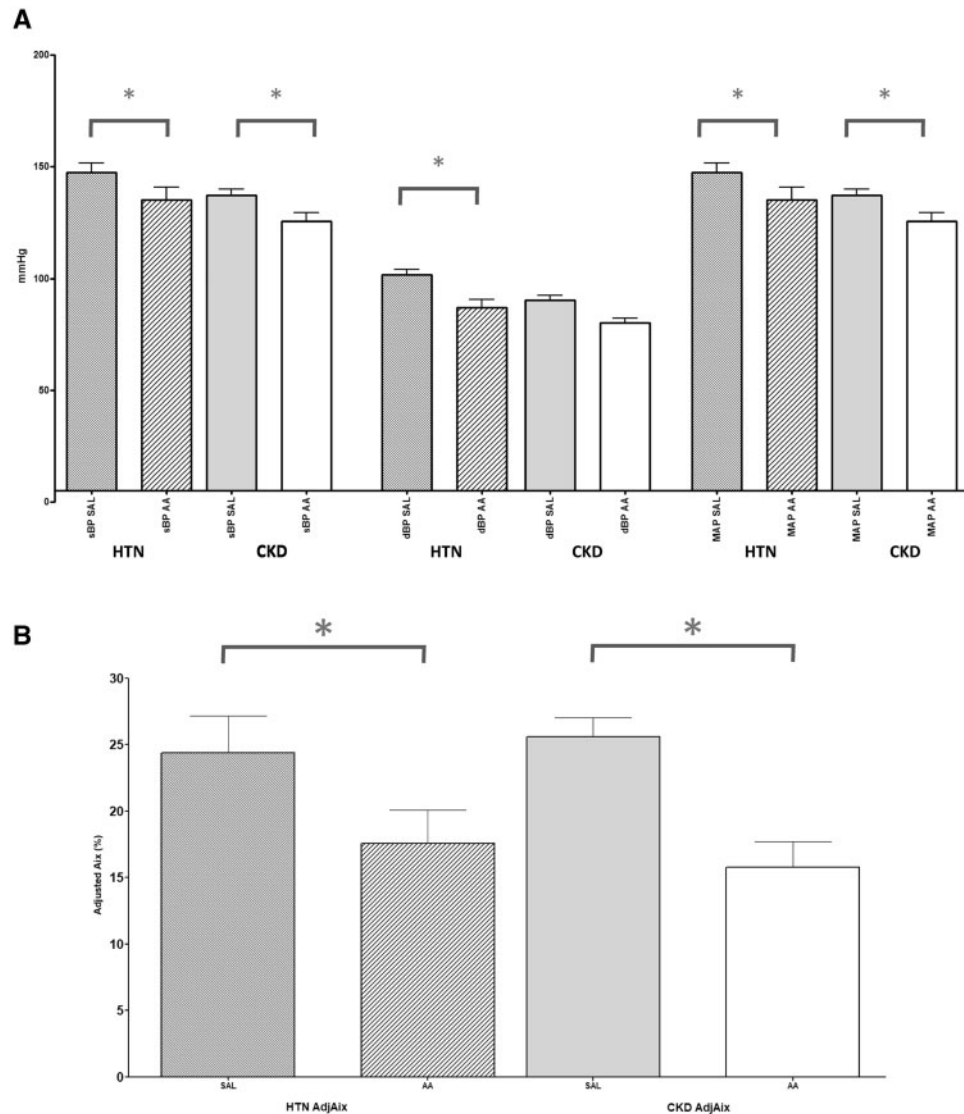 A
200
* * * *
*
150
mmHg
100
50
0
sBP SAL
sBP AA
sBP SAL
sBP AA
dBP SAL
dBP AA
dBP SAL
dBP AA
MAP SAL
MAP AA
MAP SAL
MAP AA
HTN CKD HTN CKD HTN CKD
B
* *
30
25
20
Adjusted Aix (%)
15
10
5
0
SAL AA SAL AA
HTN AdjAix CKD AdjAix